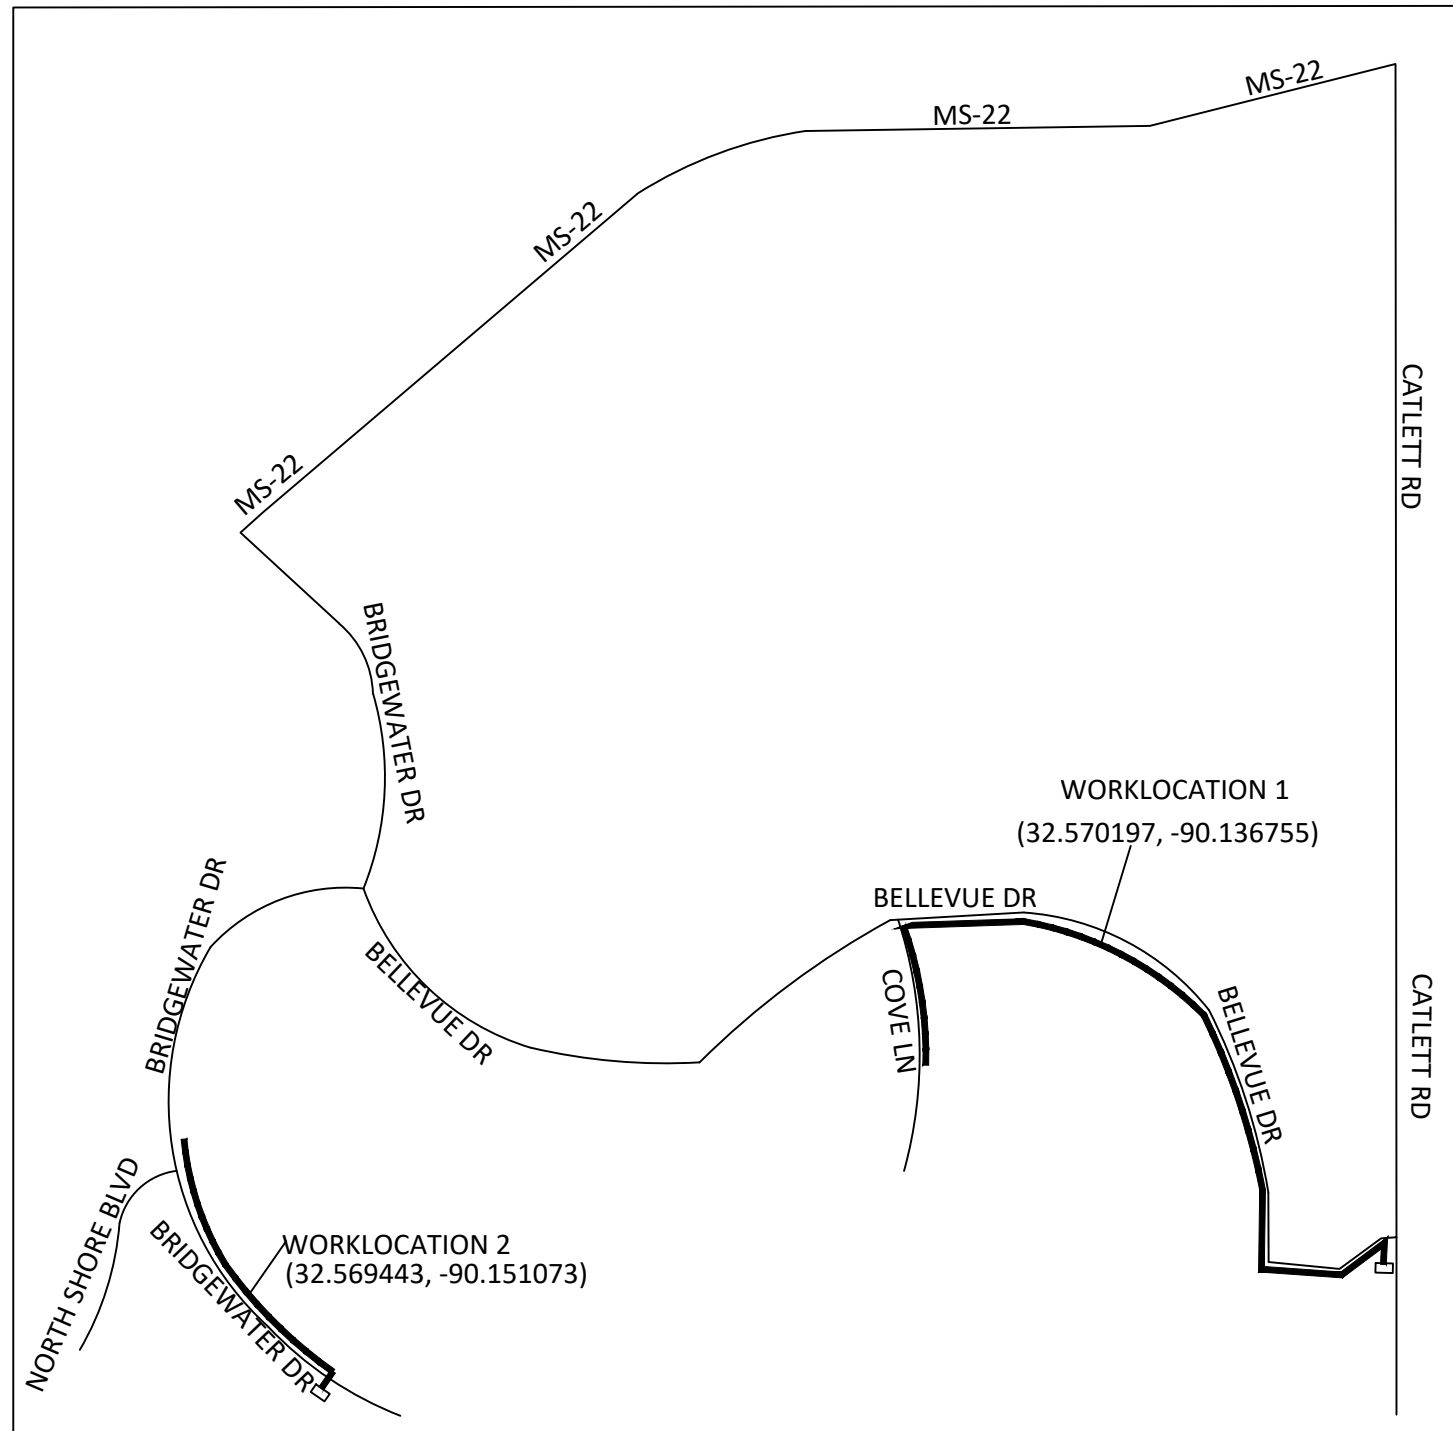 MS-22
MS-22
MS-22
MS-22
CATLETT RD
BRIDGEWATER DR
WORKLOCATION 1
(32.570197, -90.136755)
BRIDGEWATER DR
BELLEVUE DR
BELLEVUE DR
COVE LN
BELLEVUE DR
CATLETT RD
NORTH SHORE BLVD
BRIDGEWATER DR
WORKLOCATION 2
(32.569443, -90.151073)